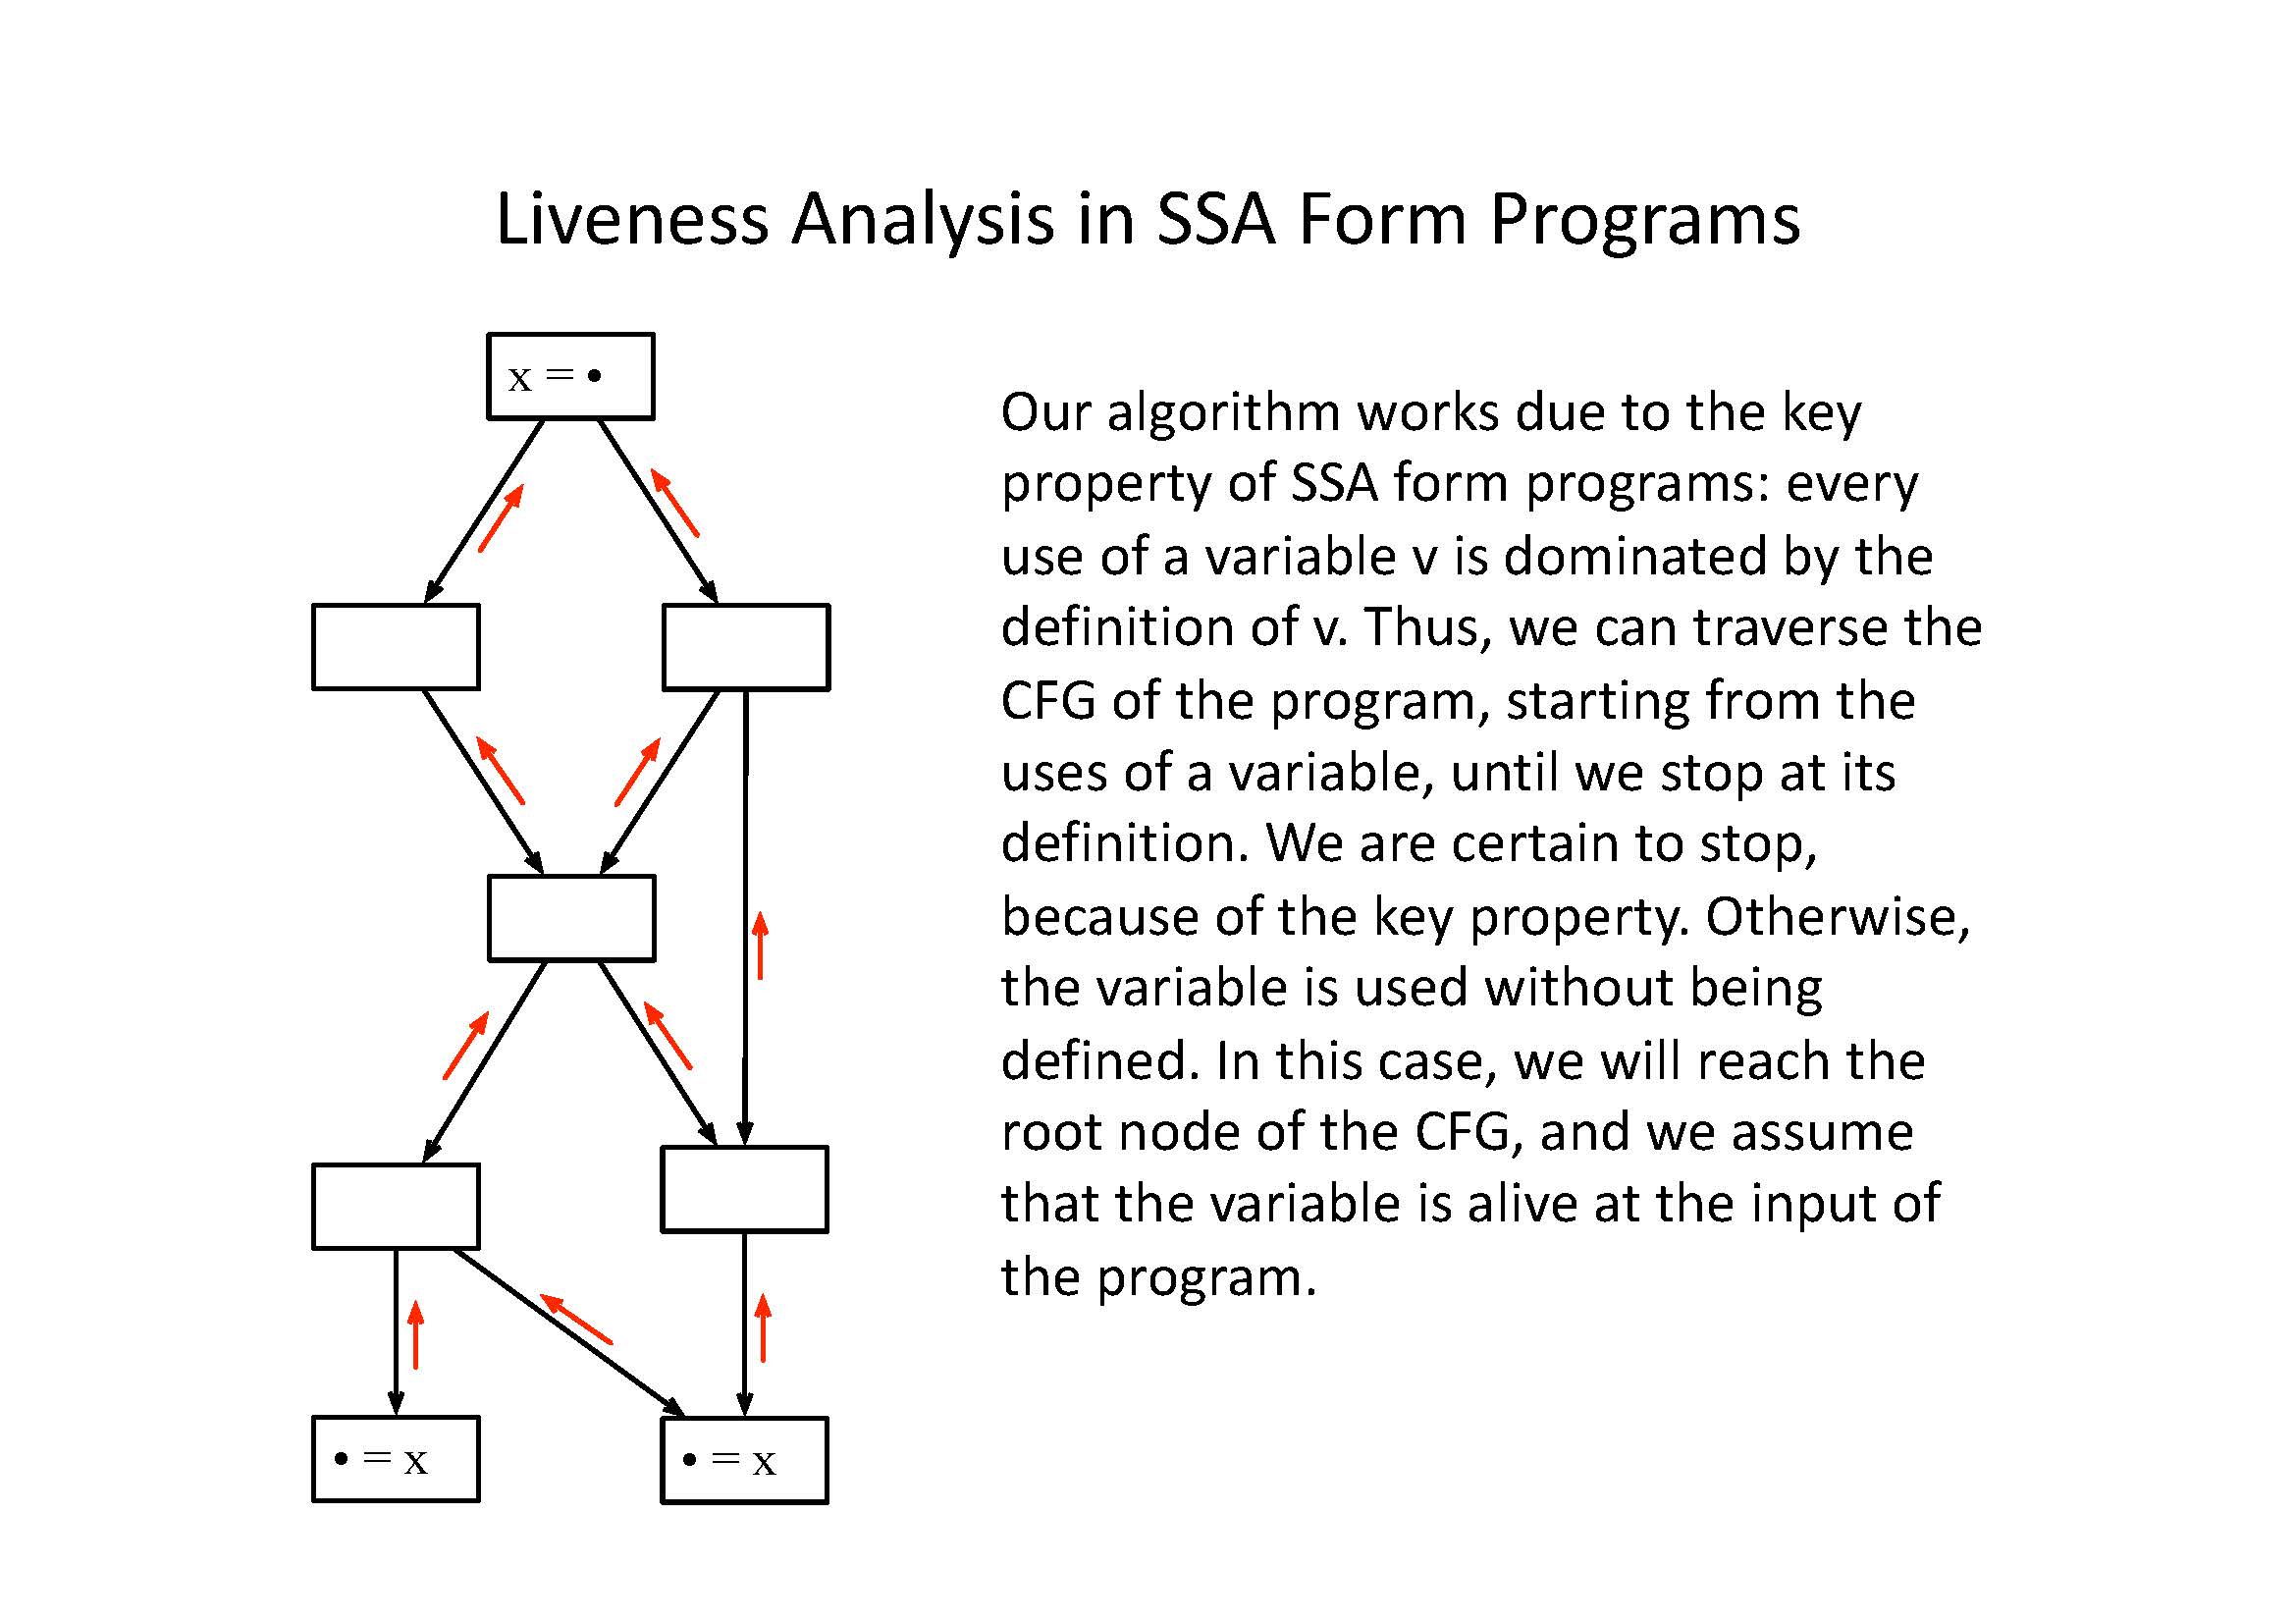 Liveness Analysis in SSA Form Programs
x = •
Our algorithm works due to the key
property of SSA form programs: every
use of a variable v is dominated by the
definition of v. Thus, we can traverse the
CFG of the program, starting from the
uses of a variable, until we stop at its
definition. We are certain to stop,
because of the key property. Otherwise,
the variable is used without being
defined. In this case, we will reach the
root node of the CFG, and we assume
that the variable is alive at the input of
the program.
• = x
• = x